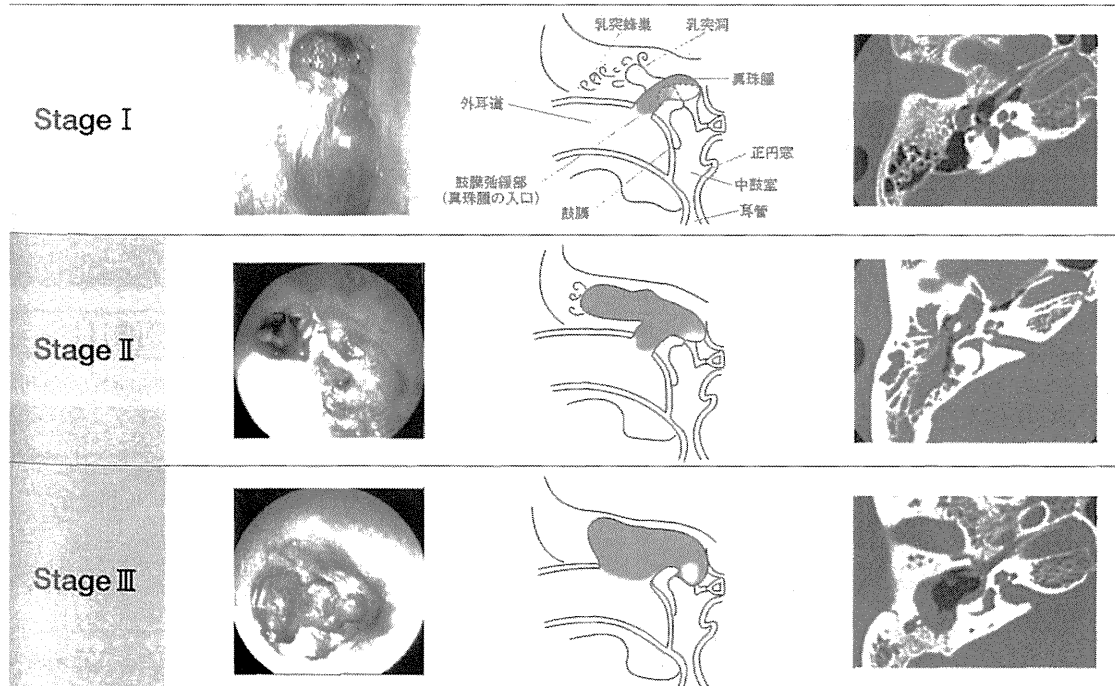 Stage Ⅰ
乳突蜂巣
乳突洞
真珠腫
外耳道
正円窓
鼓膜弛緩部
(真珠腫の入口)
中鼓室
鼓膜
耳管
Stage Ⅱ
Stage Ⅲ